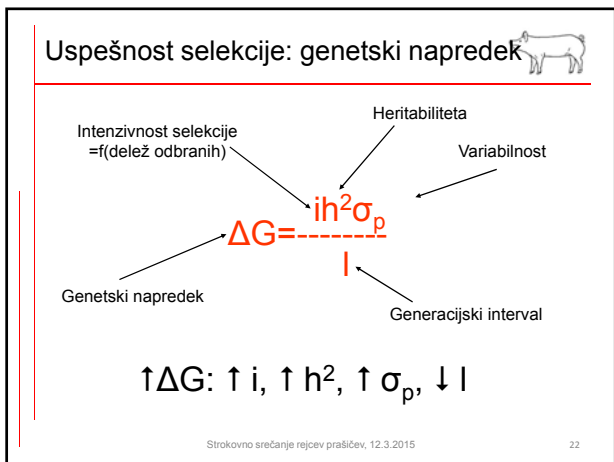 Uspešnost selekcije: genetski napredek
Heritabiliteta
Intenzivnost selekcije
=f(delež odbranih)
Variabilnost
ih²σₚ
ΔG=--------
l
Genetski napredek
Generacijski interval
↑ΔG: ↑ i, ↑ h², ↑ σₚ, ↓ l
Strokovno srečanje rejcev prašičev, 12.3.2015
22